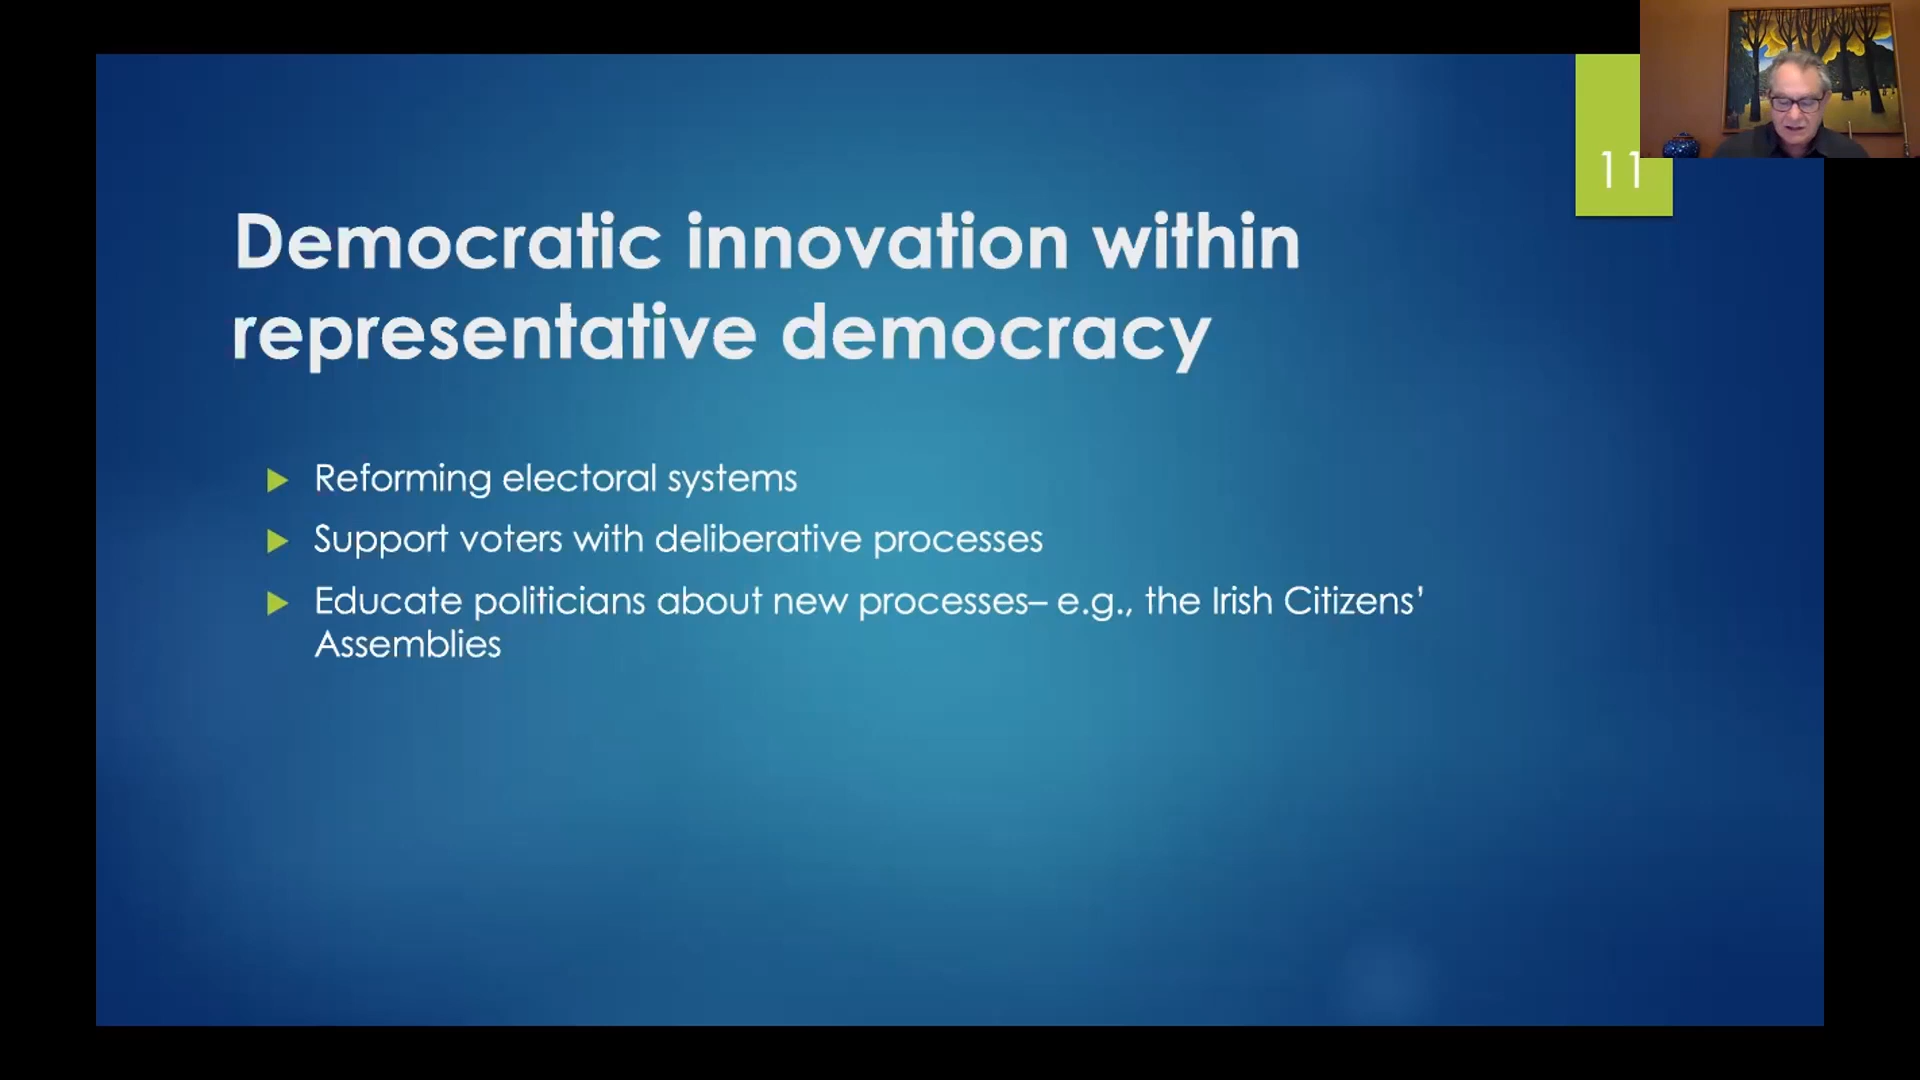 11
Democratic innovation within
representative democracy
Reforming electoral systems
Support voters with deliberative processes
Educate politicians about new processes– e.g., the Irish Citizens’
Assemblies